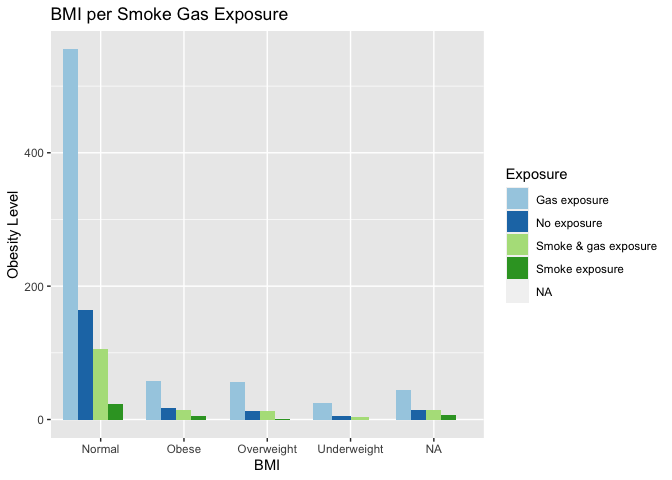 BMI per Smoke Gas Exposure
Obesity Level
400
200
0
Normal
Obese
Overweight
Underweight
NA
BMI
Exposure
Gas exposure
No exposure
Smoke & gas exposure
Smoke exposure
NA